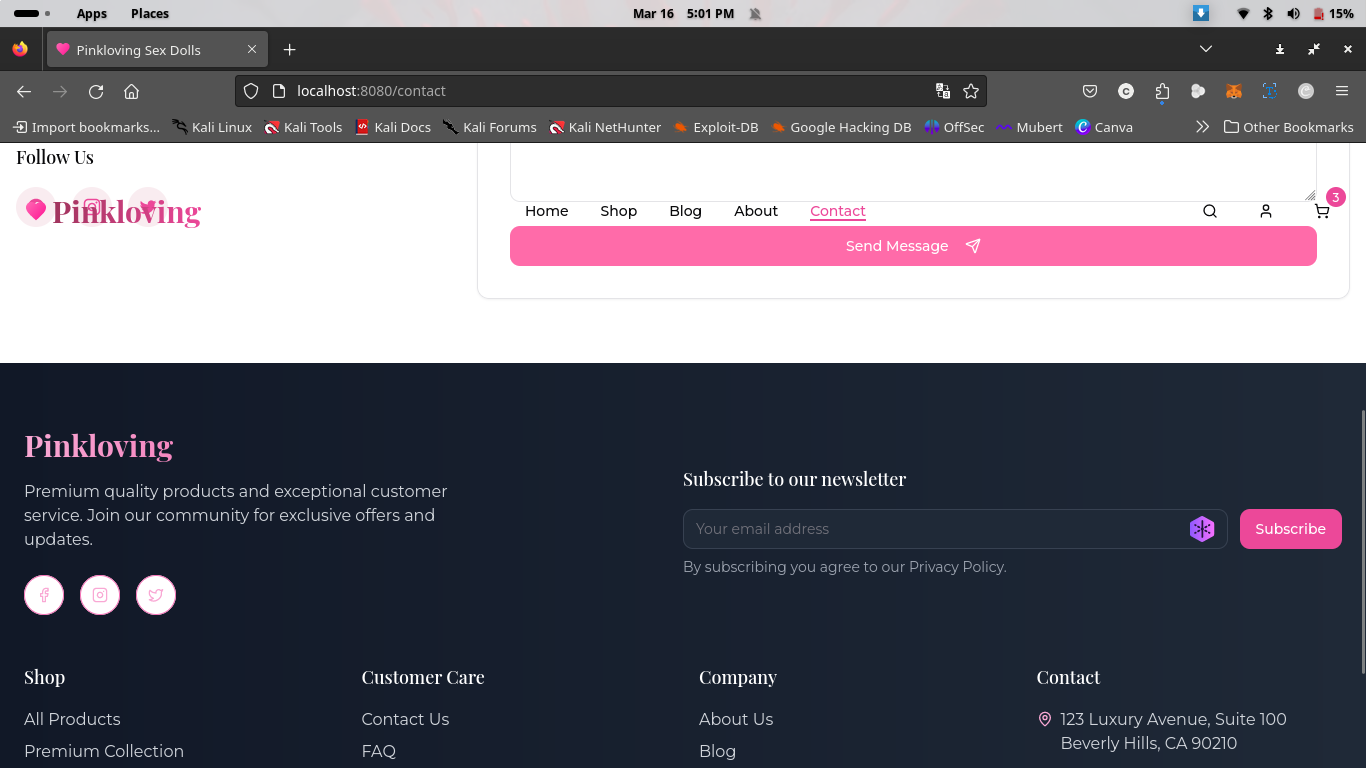 Apps Places Mar 16 5:01 PM 15%
Pinkloving Sex Dolls
localhost:8080/contact
Import bookmarks... Kali Linux Kali Tools Kali Docs Kali Forums Kali NetHunter Exploit-DB Google Hacking DB OffSec Mubert Canva Other Bookmarks
Follow Us
3
Pinkloving Home Shop Blog About Contact
Send Message
Pinkloving
Premium quality products and exceptional customer
service. Join our community for exclusive offers and
updates.
Subscribe to our newsletter
Your email address Subscribe
By subscribing you agree to our Privacy Policy.
Shop
All Products
Premium Collection
Customer Care
Contact Us
FAQ
Company
About Us
Blog
Contact
123 Luxury Avenue, Suite 100
Beverly Hills, CA 90210